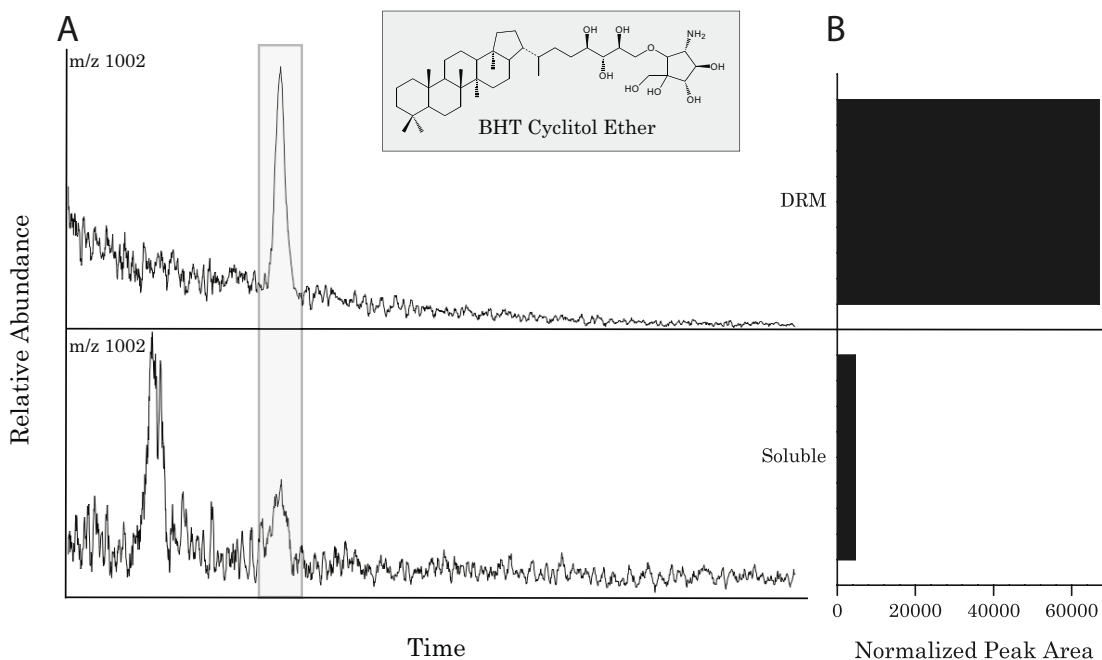 A
B
m/z 1002
OH
OH
NH₂
O
OH
OH
HO
HO
OH
BHT Cyclitol Ether
DRM
Relative Abundance
m/z 1002
Soluble
0 20000 40000 60000
Time
Normalized Peak Area